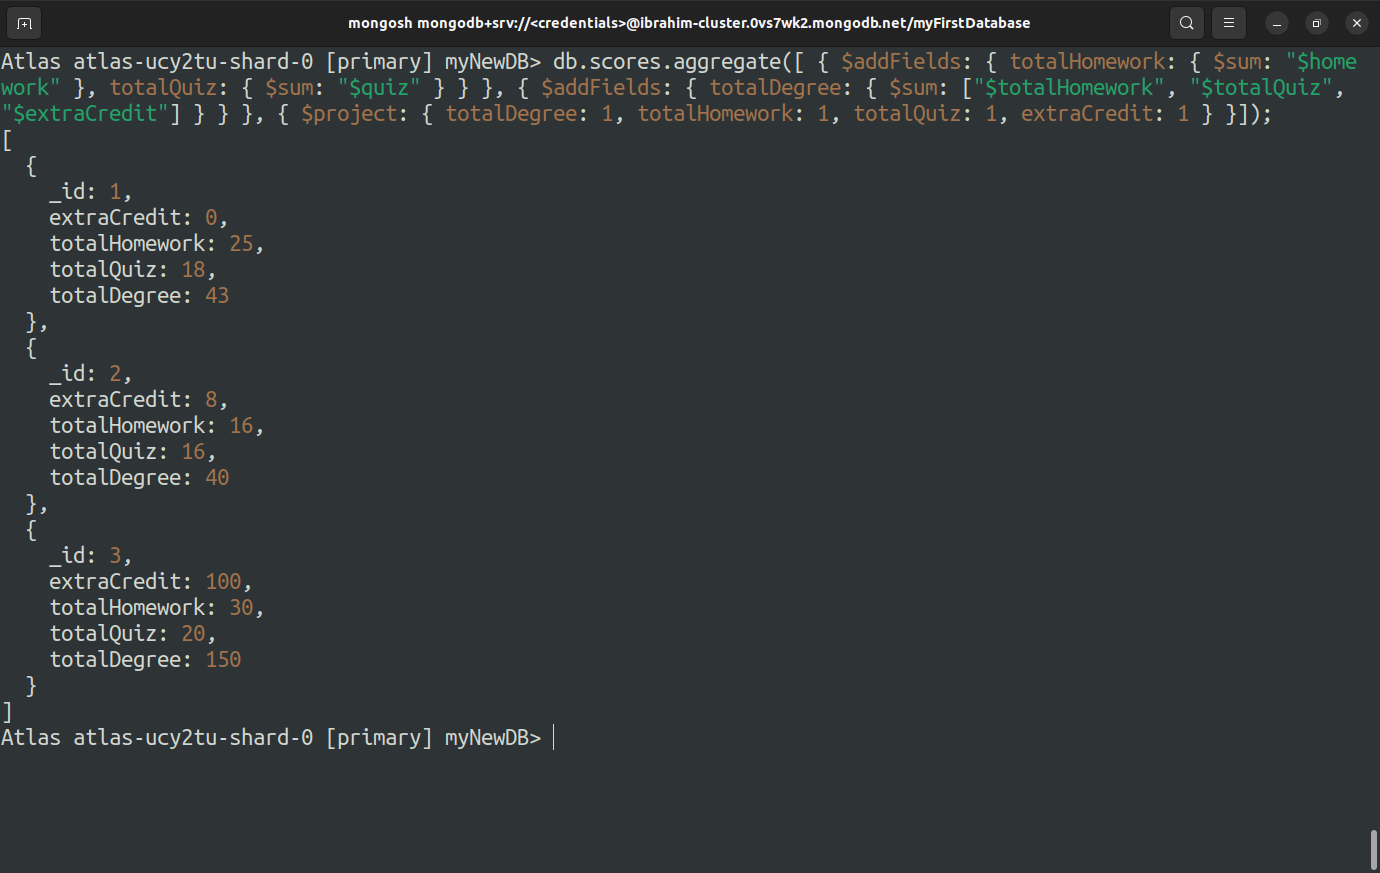 mongosh mongodb+srv://<credentials>@ibrahim-cluster.0vs7wk2.mongodb.net/myFirstDatabase
Atlas atlas-ucy2tu-shard-0 [primary] myNewDB> db.scores.aggregate([ { $addFields: { totalHomework: { $sum: "$home
work" }, totalQuiz: { $sum: "$quiz" } } }, { $addFields: { totalDegree: { $sum: ["$totalHomework", "$totalQuiz",
"$extraCredit"] } } }, { $project: { totalDegree: 1, totalHomework: 1, totalQuiz: 1, extraCredit: 1 } }]);
[
  {
    _id: 1,
    extraCredit: 0,
    totalHomework: 25,
    totalQuiz: 18,
    totalDegree: 43
  },
  {
    _id: 2,
    extraCredit: 8,
    totalHomework: 16,
    totalQuiz: 16,
    totalDegree: 40
  },
  {
    _id: 3,
    extraCredit: 100,
    totalHomework: 30,
    totalQuiz: 20,
    totalDegree: 150
  }
]
Atlas atlas-ucy2tu-shard-0 [primary] myNewDB>